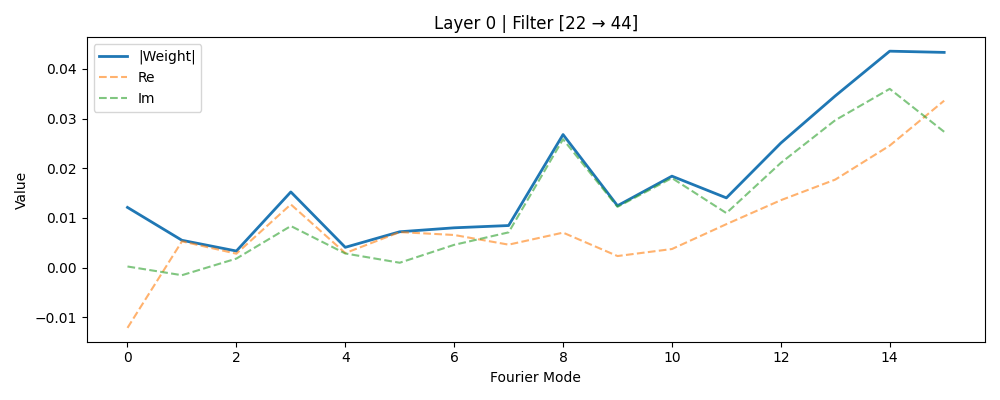 Layer 0 | Filter [22 → 44]
|Weight|
Re
Im
Value
0.04
0.03
0.02
0.01
0.00
−0.01
0 2 4 6 8 10 12 14
Fourier Mode